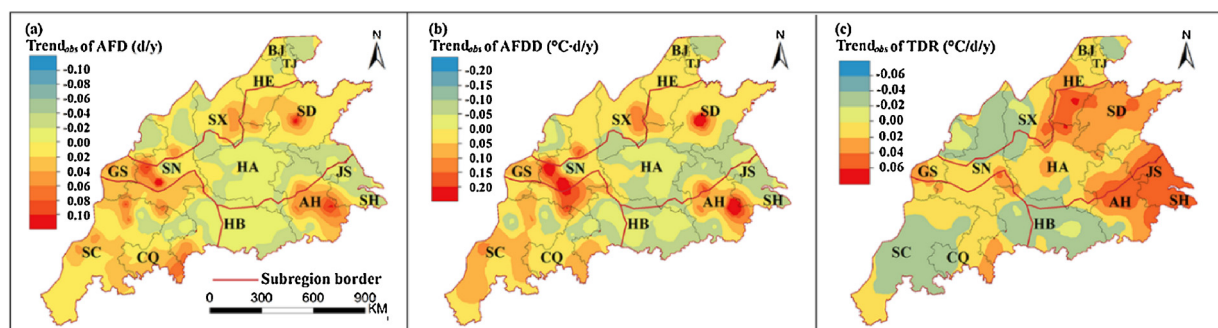 (a)
Trendobs of AFD (d/y)
-0.10
-0.08
-0.06
-0.04
-0.02
0.00
0.02
0.04
0.06
0.08
0.10
BJ
TJ
HE
N
SX
SD
GS
SN
HA
JS
AH
SH
HB
SC
CQ
Subregion border
0 300 600 900
KM
(b)
Trendobs of AFDD (°C·d/y)
-0.20
-0.15
-0.10
-0.05
0.00
0.05
0.10
0.15
0.20
BJ
TJ
HE
N
SX
SD
GS
SN
HA
JS
AH
SH
HB
SC
CQ
(c)
Trendobs of TDR (°C/d/y)
-0.06
-0.04
-0.02
0.00
0.02
0.04
0.06
BJ
TJ
HE
N
SX
SD
GS
SN
HA
JS
AH
SH
HB
SC
CQ